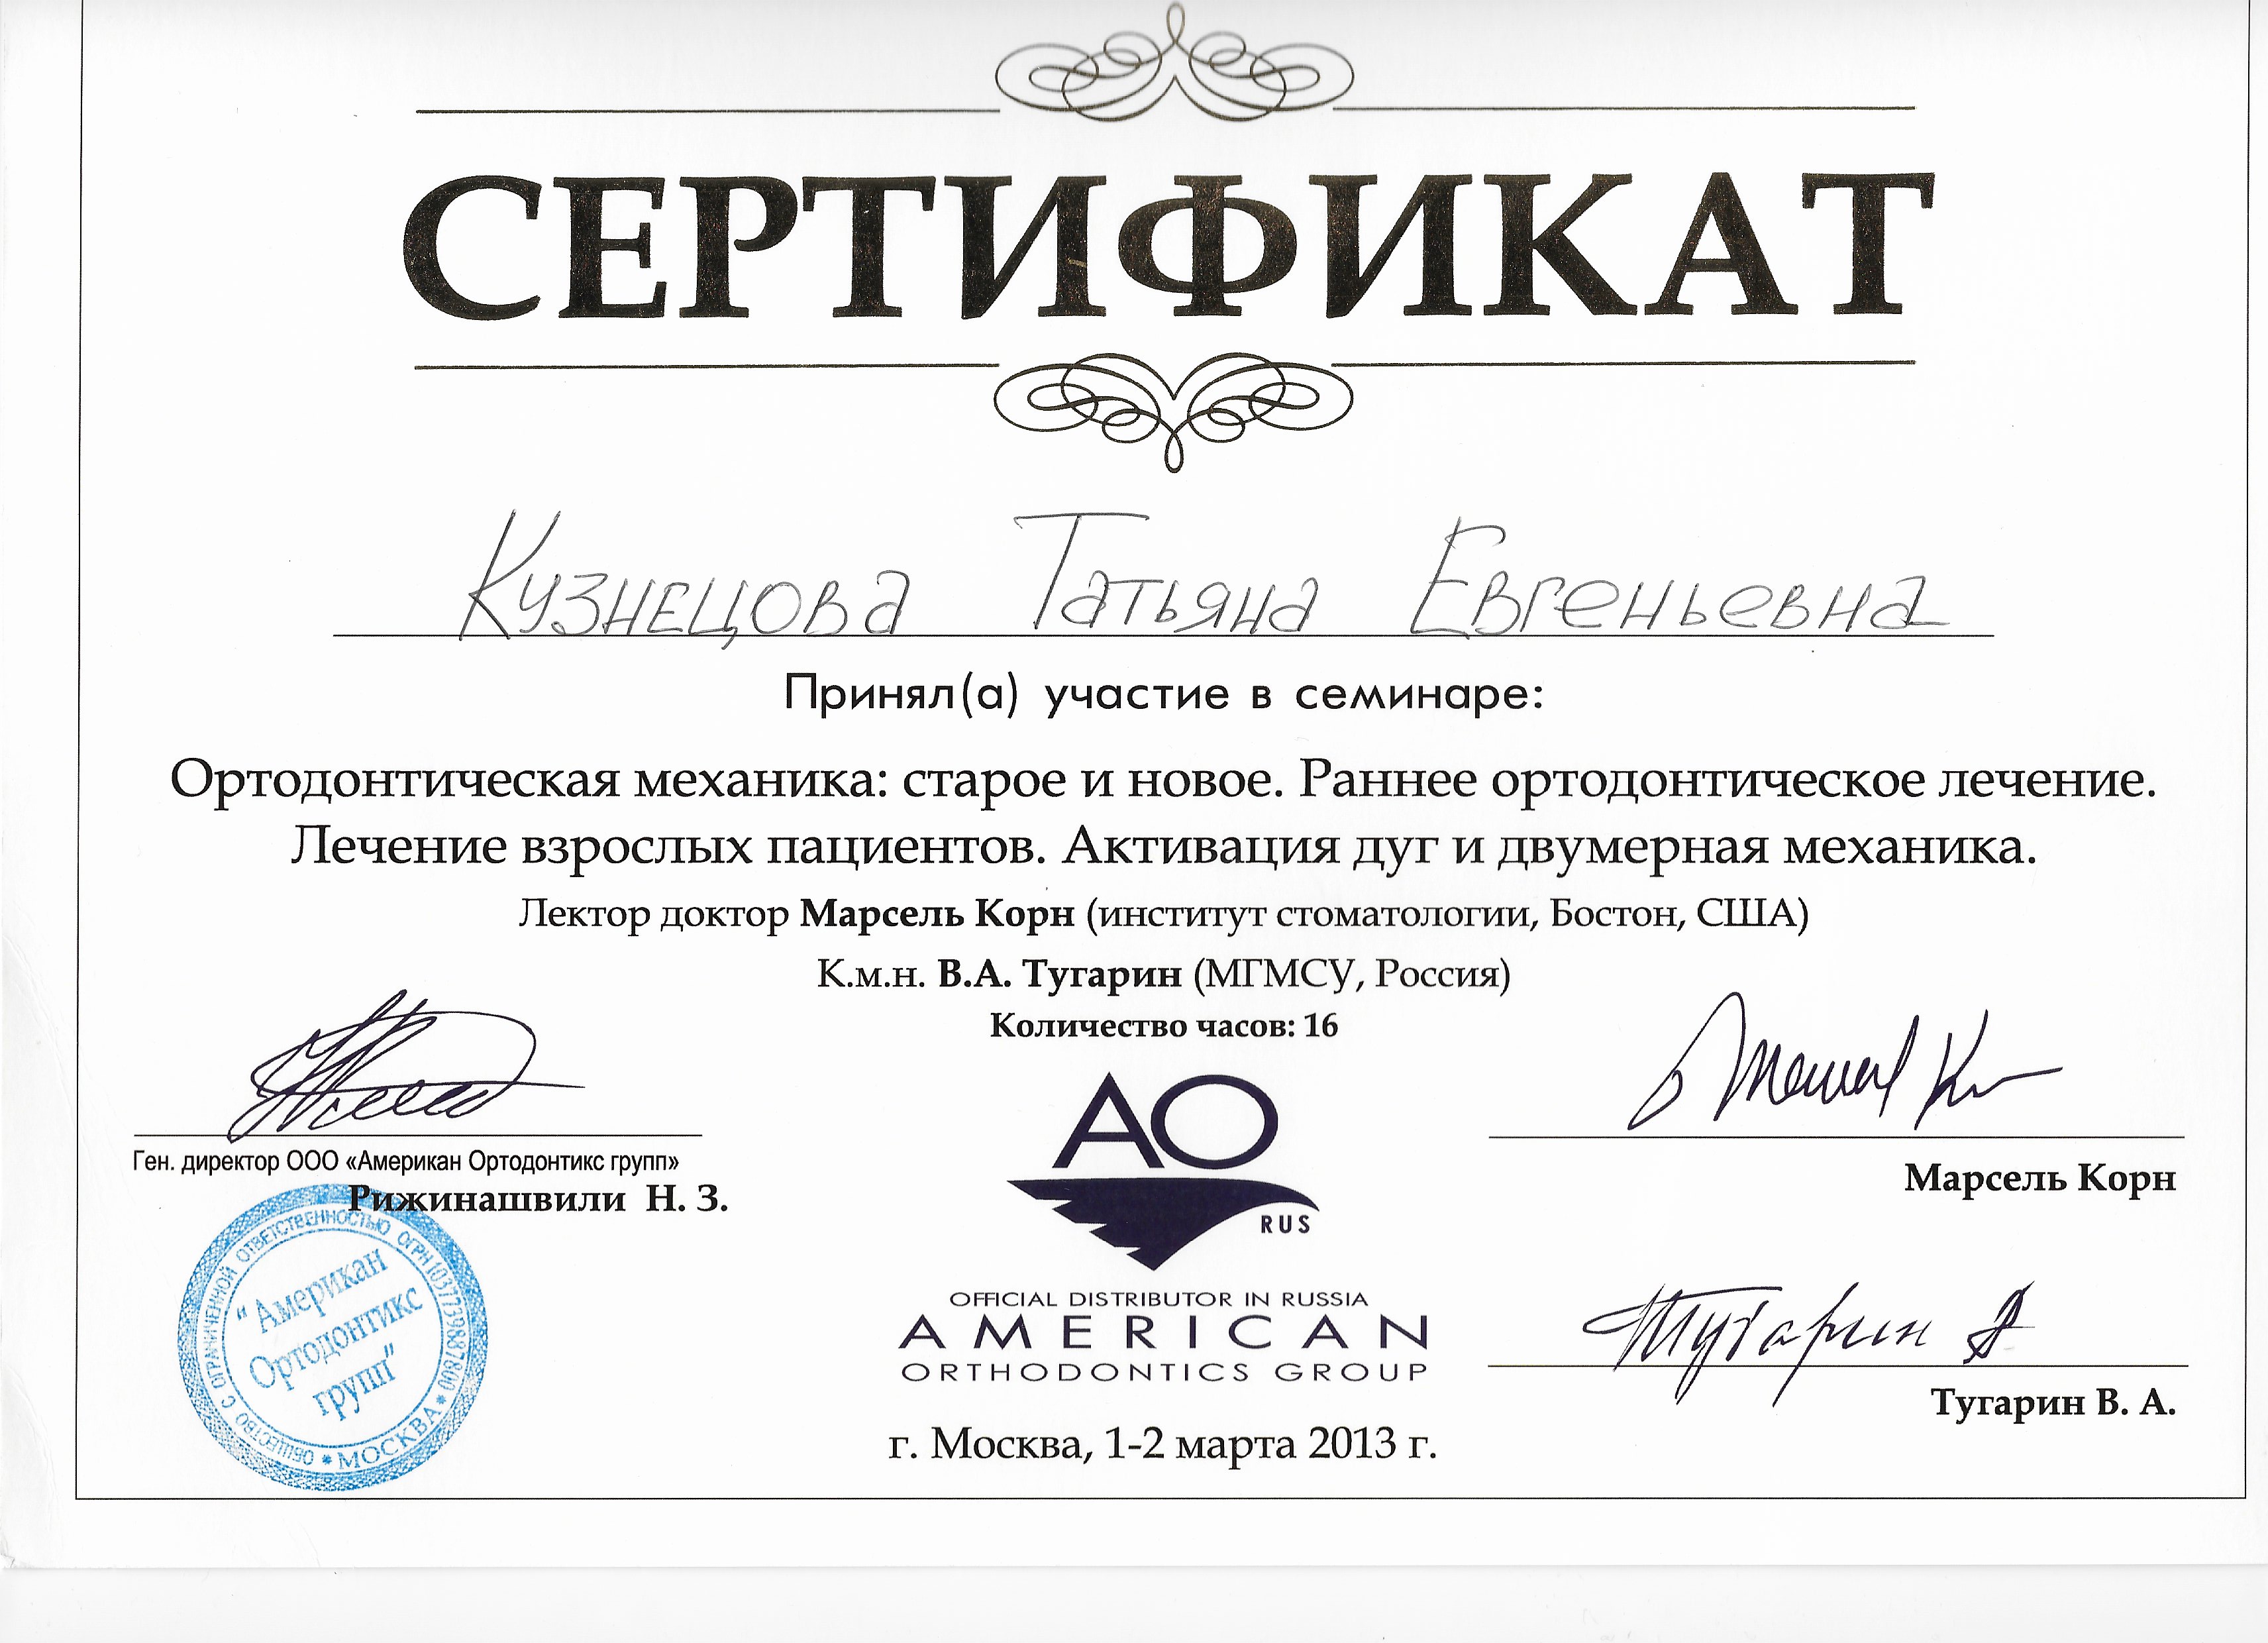 СЕРТИФИКАТ
Кузнецова Татьяна Евгеньевна
Принял(а) участие в семинаре:
Ортодонтическая механика: старое и новое. Раннее ортодонтическое лечение.
Лечение взрослых пациентов. Активация дуг и двумерная механика.
Лектор доктор Марсель Корн (институт стоматологии, Бостон, США)
К.м.н. В.А. Тугарин (МГМСУ, Россия)
Количество часов: 16
Ген. директор ООО «Американ Ортодонтикс групп»
Рижинашвили Н. З.
ОБЩЕСТВО С ОГРАНИЧЕННОЙ ОТВЕТСТВЕННОСТЬЮ ОГРН 1037729887800
* МОСКВА *
"Американ
Ортодонтикс
групп"
AO
RUS
OFFICIAL DISTRIBUTOR IN RUSSIA
AMERICAN
ORTHODONTICS GROUP
Марсель Корн
Тугарин
Тугарин В. А.
г. Москва, 1-2 марта 2013 г.